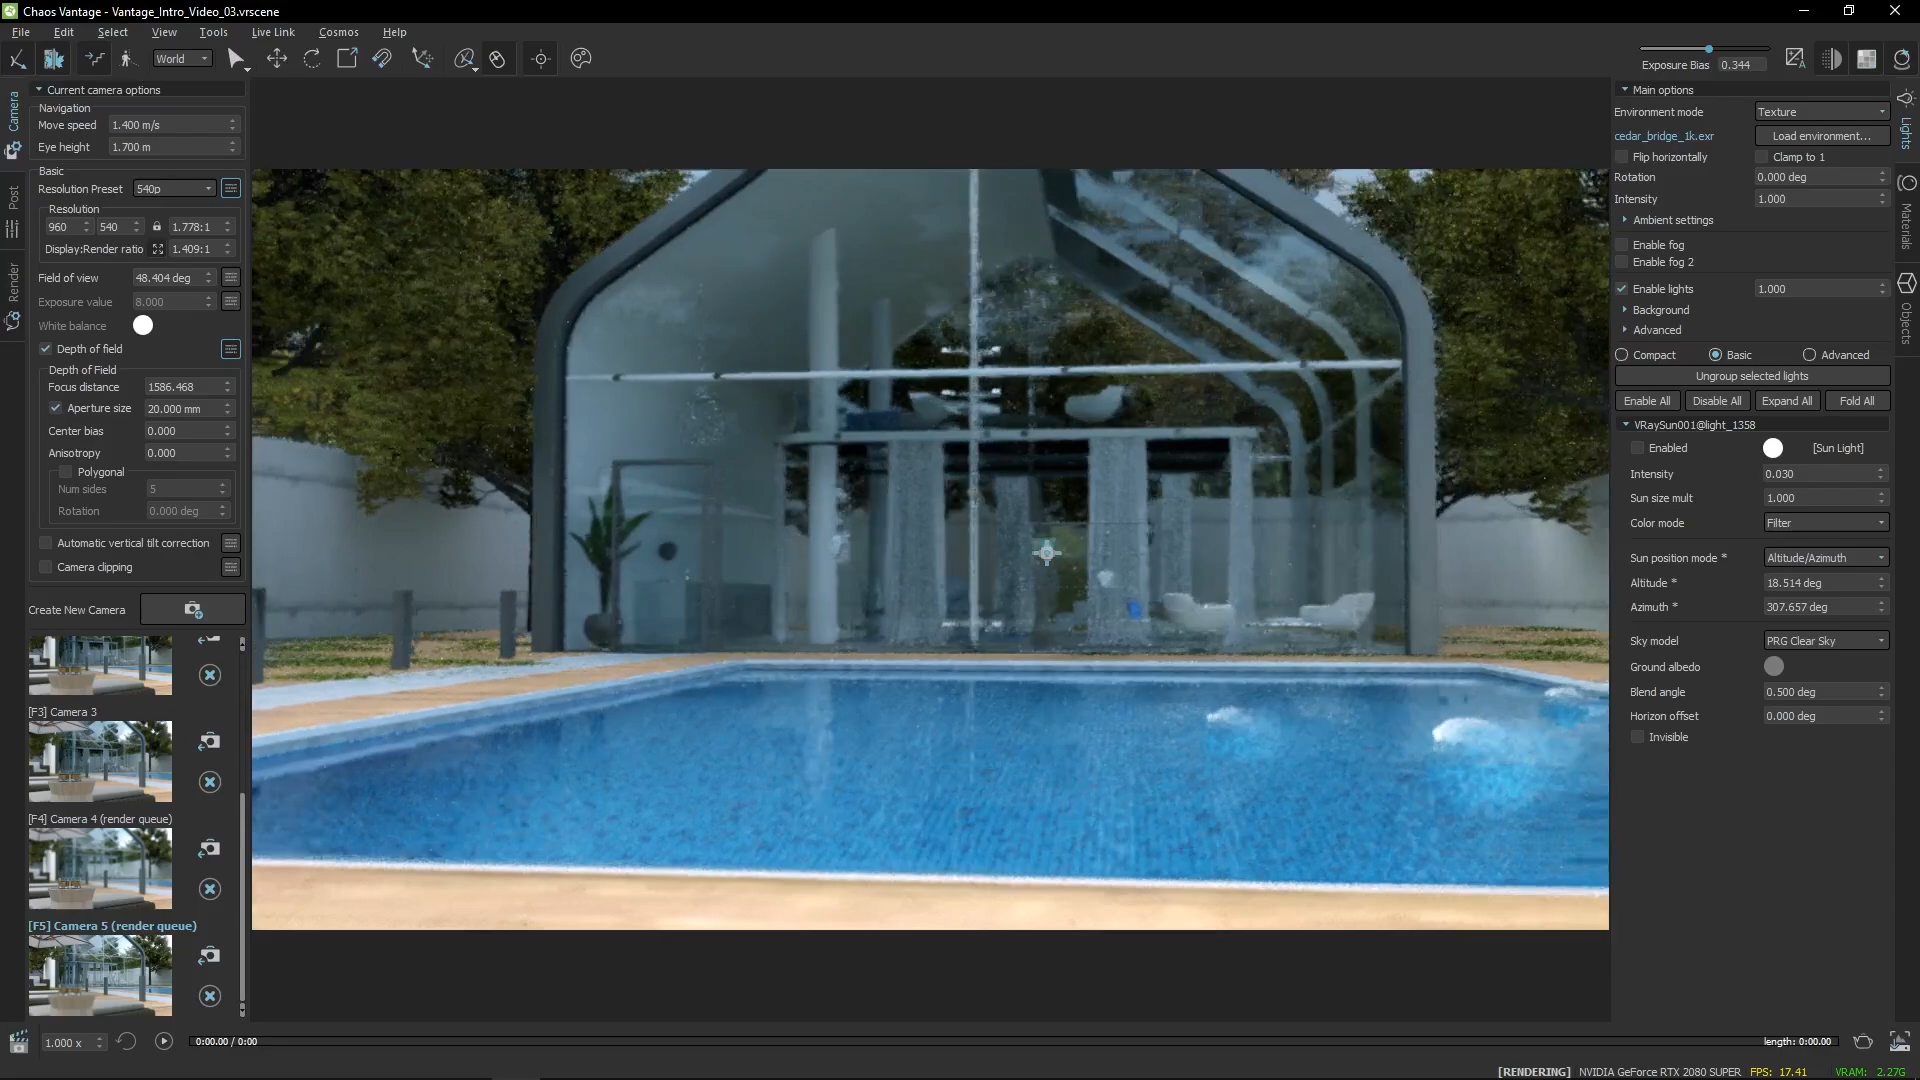 Chaos Vantage - Vantage_Intro_Video_03.vrscene
File Edit Select View Tools Live Link Cosmos Help
World
Exposure Bias 0.344
Camera
Post
Render
Current camera options
Navigation
Move speed 1.400 m/s
Eye height 1.700 m
Basic
Resolution Preset 540p
Resolution
960 540 1.778:1
Display:Render ratio 1.409:1
Field of view 48.404 deg
Exposure value 8.000
White balance
Depth of field
Depth of Field
Focus distance 1586.468
Aperture size 20.000 mm
Center bias 0.000
Anisotropy 0.000
Polygonal
Num sides 5
Rotation 0.000 deg
Automatic vertical tilt correction
Camera clipping
Create New Camera
[F3] Camera 3
[F4] Camera 4 (render queue)
[F5] Camera 5 (render queue)
Main options
Environment mode Texture
cedar_bridge_1k.exr Load environment...
Flip horizontally Clamp to 1
Rotation 0.000 deg
Intensity 1.000
Ambient settings
Enable fog
Enable fog 2
Enable lights 1.000
Background
Advanced
Compact Basic Advanced
Ungroup selected lights
Enable All Disable All Expand All Fold All
VRaySun001@light_1358
Enabled [Sun Light]
Intensity 0.030
Sun size mult 1.000
Color mode Filter
Sun position mode * Altitude/Azimuth
Altitude * 18.514 deg
Azimuth * 307.657 deg
Sky model PRG Clear Sky
Ground albedo
Blend angle 0.500 deg
Horizon offset 0.000 deg
Invisible
Lights
Materials
Objects
1.000 x 0:00.00 / 0:00 length: 0:00.00
[RENDERING] NVIDIA GeForce RTX 2080 SUPER FPS: 17.41 VRAM: 2.27G